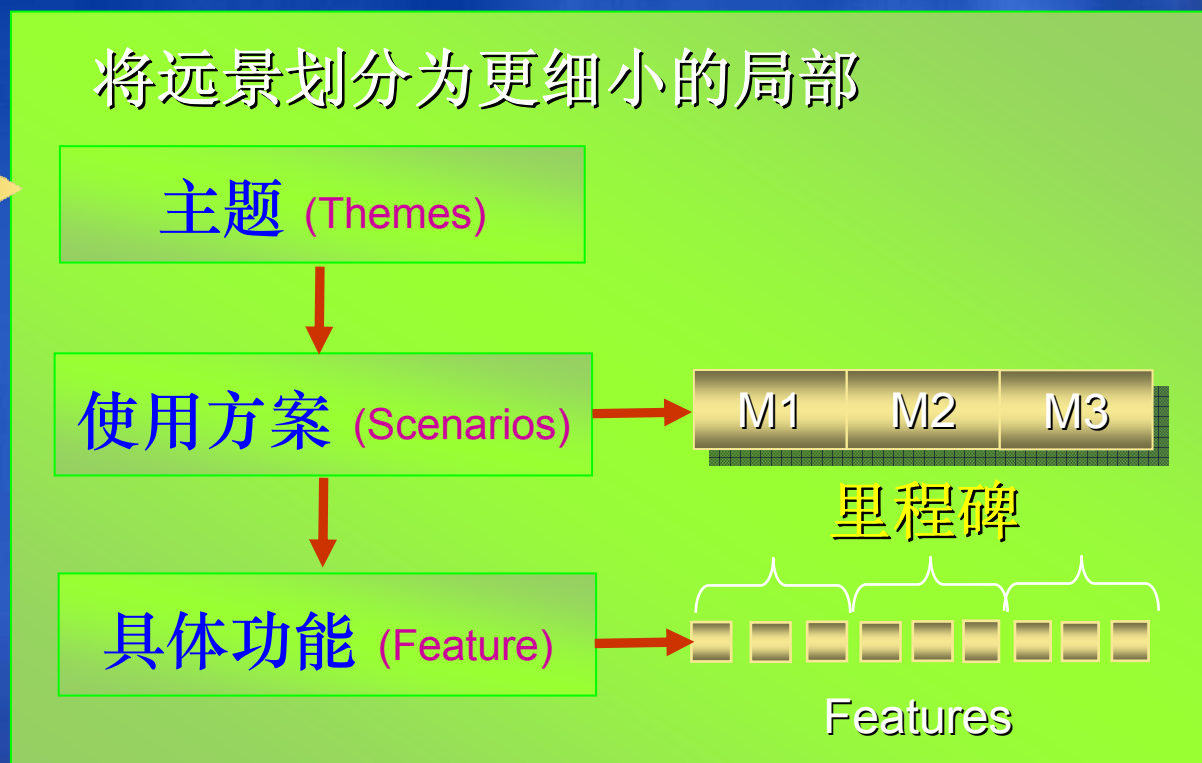 将远景划分为更细小的局部
主题 (Themes)
使用方案 (Scenarios)
M1 M2 M3
里程碑
具体功能 (Feature)
Features